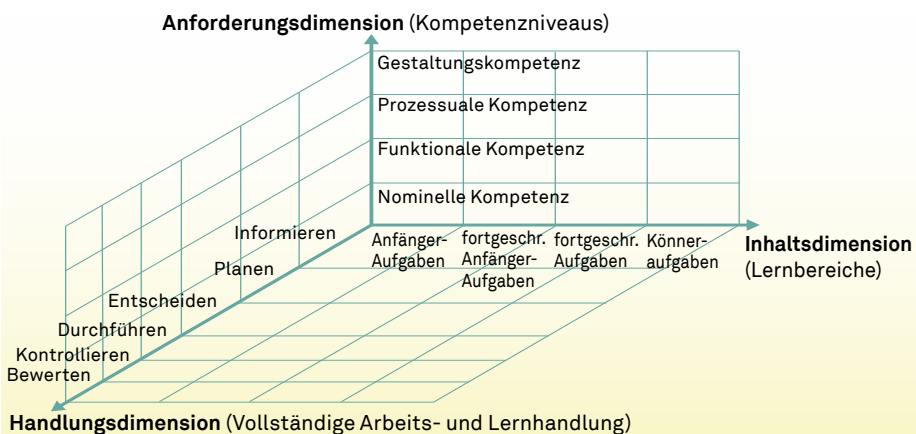 Anforderungsdimension (Kompetenzniveaus)
Gestaltungskompetenz
Prozessuale Kompetenz
Funktionale Kompetenz
Nominelle Kompetenz
Informieren
Planen
Entscheiden
Durchführen
Kontrollieren
Bewerten
Anfänger-
Aufgaben
fortgeschr.
Anfänger-
Aufgaben
fortgeschr.
Aufgaben
Könner-
aufgaben
Inhaltsdimension
(Lernbereiche)
Handlungsdimension (Vollständige Arbeits- und Lernhandlung)